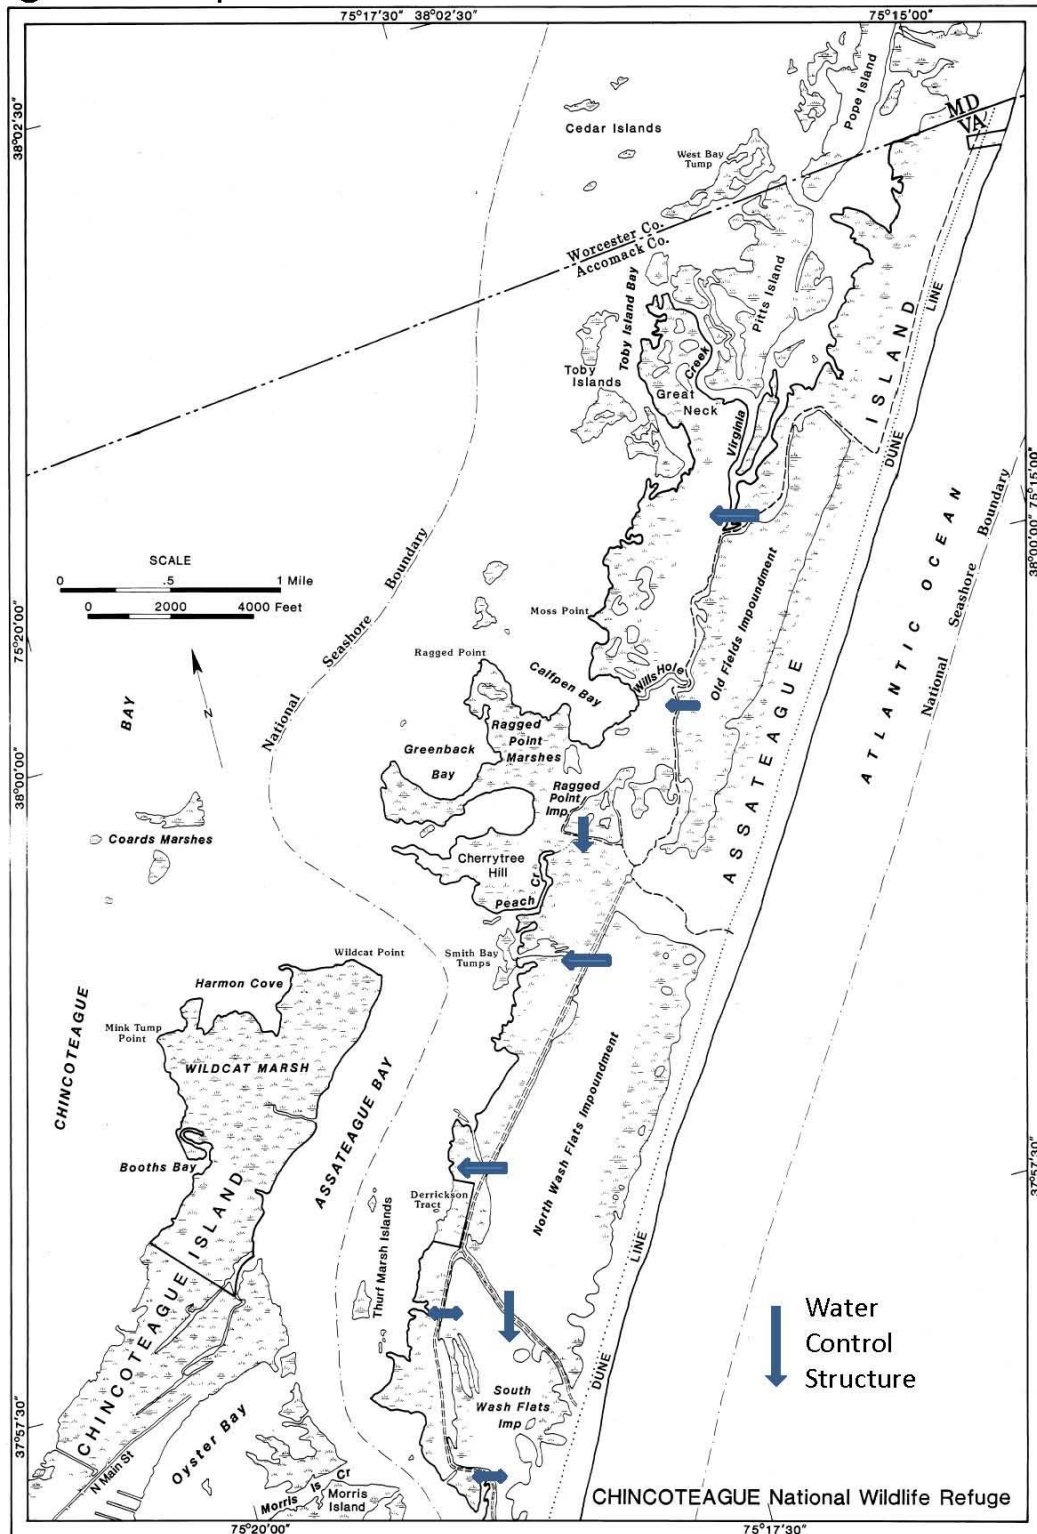 75°17'30"
38°02'30"
75°15'00"
38°02'30"
MD
VA
Pope Island
Cedar Islands
West Bay
Tump
Worcester Co.
Accomack Co.
Toby Island Bay
Pitts Island
Toby
Islands
Creek
Great
Neck
Virginia
ISLAND
LINE
DUNE
75°15'00"
38°00'00"
SCALE
0 .5 1 Mile
0 2000 4000 Feet
National Seashore Boundary
Moss Point
Ragged Point
Calfpen Bay
Wills Hole
Old Fields Impoundment
ATLANTIC OCEAN
National Seashore Boundary
75°20'00"
N
BAY
38°00'00"
Ragged
Point
Marshes
Greenback
Bay
Ragged
Point
Imp
ASSATEAGUE
Coards Marshes
Cherrytree
Hill
Peach Cr
Smith Bay
Tumps
Wildcat Point
Harmon Cove
Mink Tump
Point
CHINCOTEAGUE
WILDCAT MARSH
Booths Bay
ASSATEAGUE BAY
North Wash Flats Impoundment
37°57'30"
Derrickson
Tract
CHINCOTEAGUE ISLAND
Thurf Marsh Islands
LINE
DUNE
Water
Control
Structure
South
Wash Flats
Imp
37°57'30"
N Main St
Oyster Bay
Morris Is Cr
Morris
Island
CHINCOTEAGUE National Wildlife Refuge
75°20'00"
75°17'30"